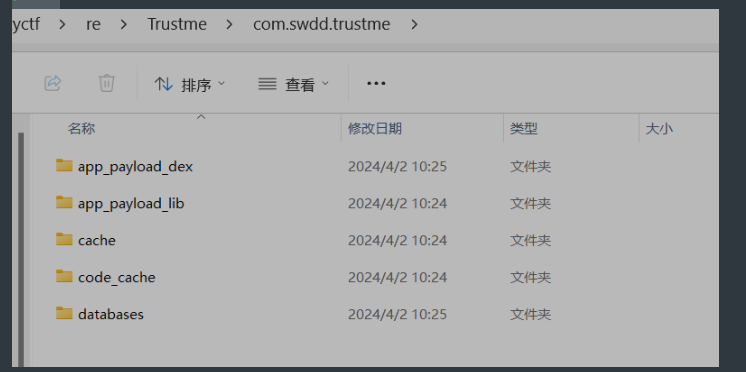 yctf > re > Trustme > com.swdd.trustme >
排序 查看 •••
名称 修改日期 类型 大小
app_payload_dex 2024/4/2 10:25 文件夹
app_payload_lib 2024/4/2 10:24 文件夹
cache 2024/4/2 10:24 文件夹
code_cache 2024/4/2 10:24 文件夹
databases 2024/4/2 10:25 文件夹